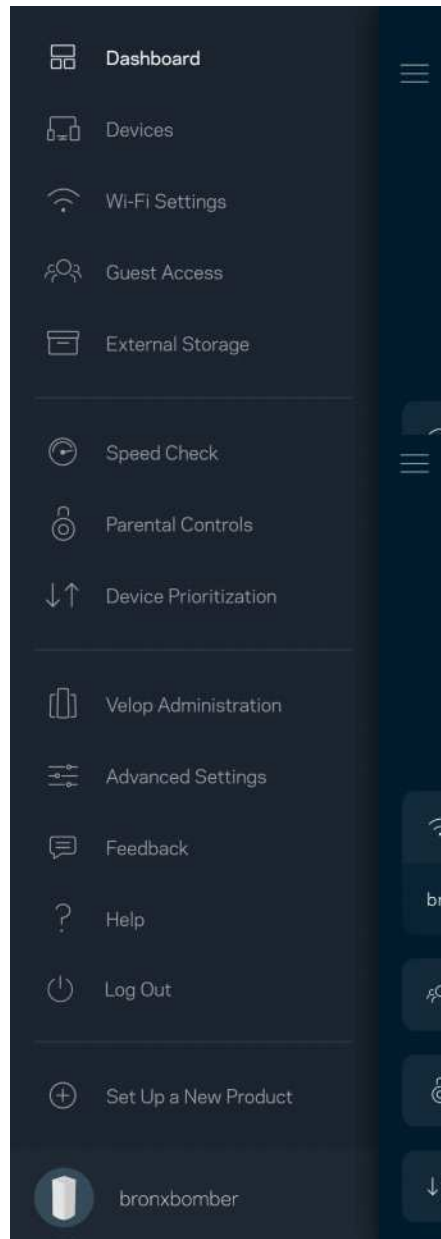 Dashboard
Devices
Wi-Fi Settings
Guest Access
External Storage
Speed Check
Parental Controls
Device Prioritization
Velop Administration
Advanced Settings
Feedback
Help
Log Out
Set Up a New Product
bronxbomber